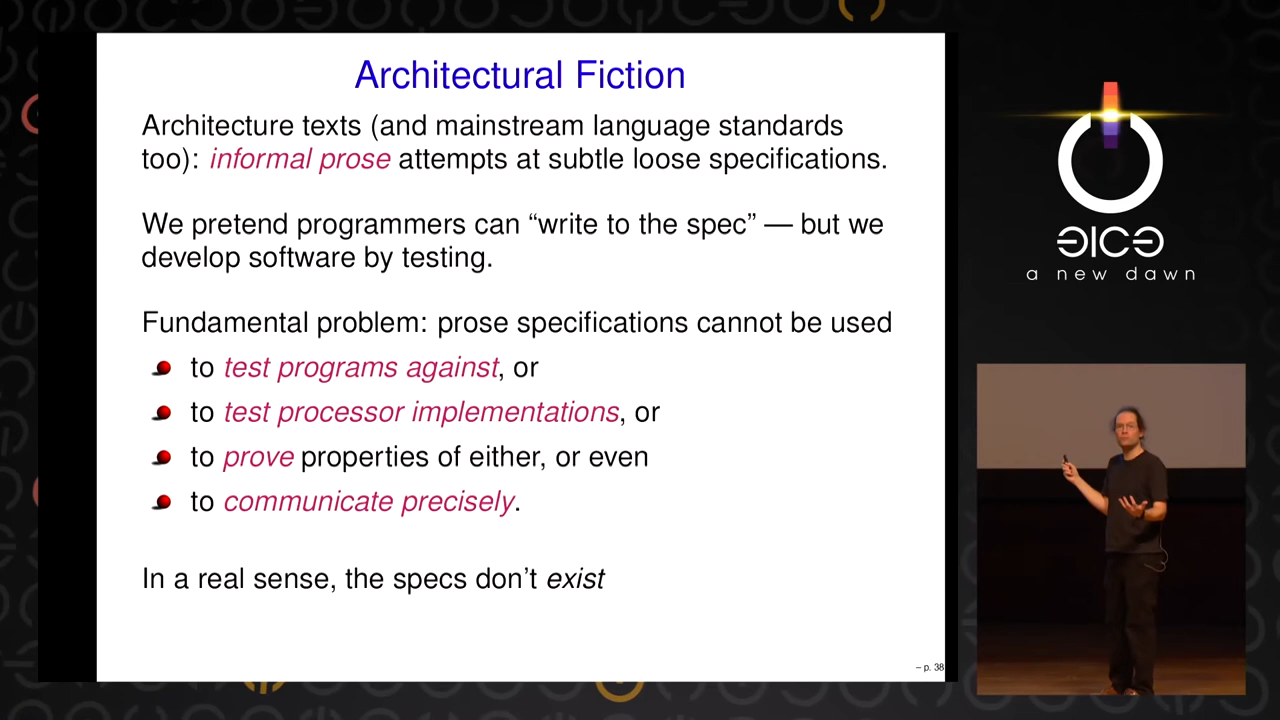 Architectural Fiction
Architecture texts (and mainstream language standards
too): informal prose attempts at subtle loose specifications.
We pretend programmers can “write to the spec” — but we
develop software by testing.
Fundamental problem: prose specifications cannot be used
to test programs against, or
to test processor implementations, or
to prove properties of either, or even
to communicate precisely.
In a real sense, the specs don’t exist
– p. 38
a new dawn